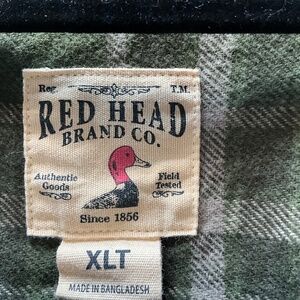 Reg. T.M.
RED HEAD
BRAND CO.
Authentic Goods
Field Tested
Since 1856
XLT
MADE IN BANGLADESH